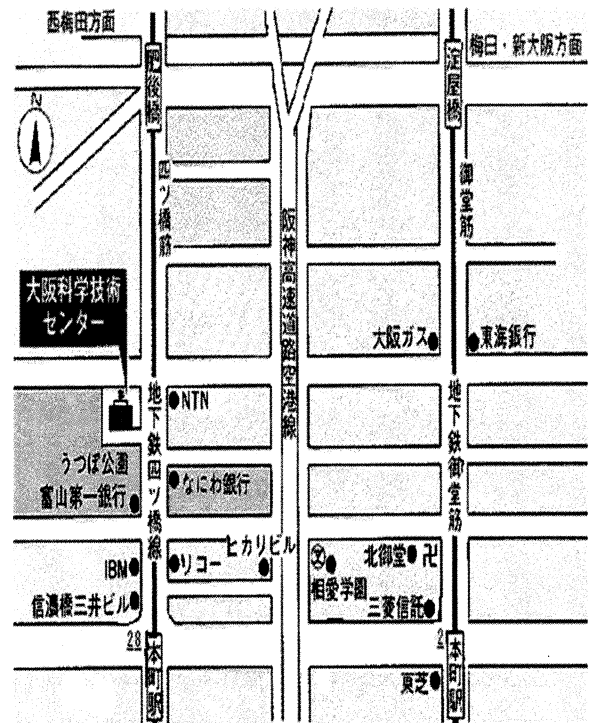 西梅田方面
梅田・新大阪方面
肥後橋
淀屋橋
N
四ツ橋筋
御堂筋
阪神高速道路空港線
大阪科学技術
センター
大阪ガス
東海銀行
地下鉄四ツ橋線
地下鉄御堂筋
NTN
うつぼ公園
富山第一銀行
なにわ銀行
ヒカリビル
IBM
リコー
信濃橋三井ビル
相愛学園
北御堂
卍
三菱信託
28
2
本町駅
本町駅
東芝